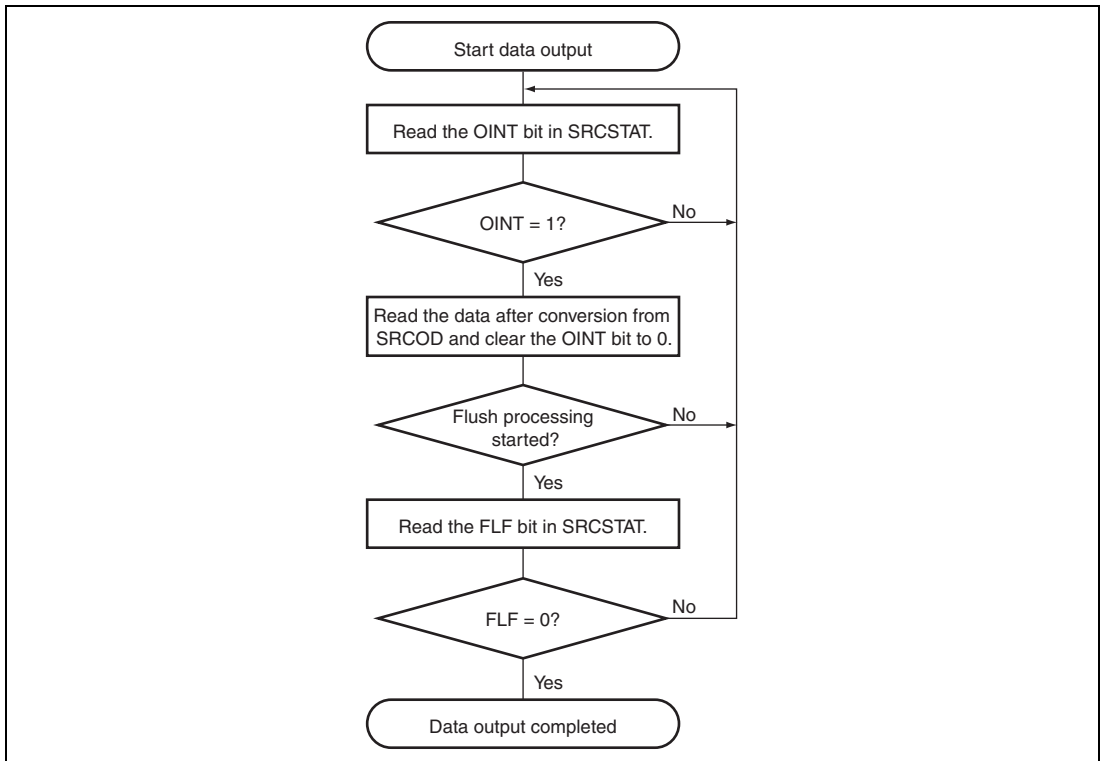 Start data output
Read the OINT bit in SRCSTAT.
OINT = 1?
No
Yes
Read the data after conversion from
SRCOD and clear the OINT bit to 0.
Flush processing
started?
No
Yes
Read the FLF bit in SRCSTAT.
FLF = 0?
No
Yes
Data output completed